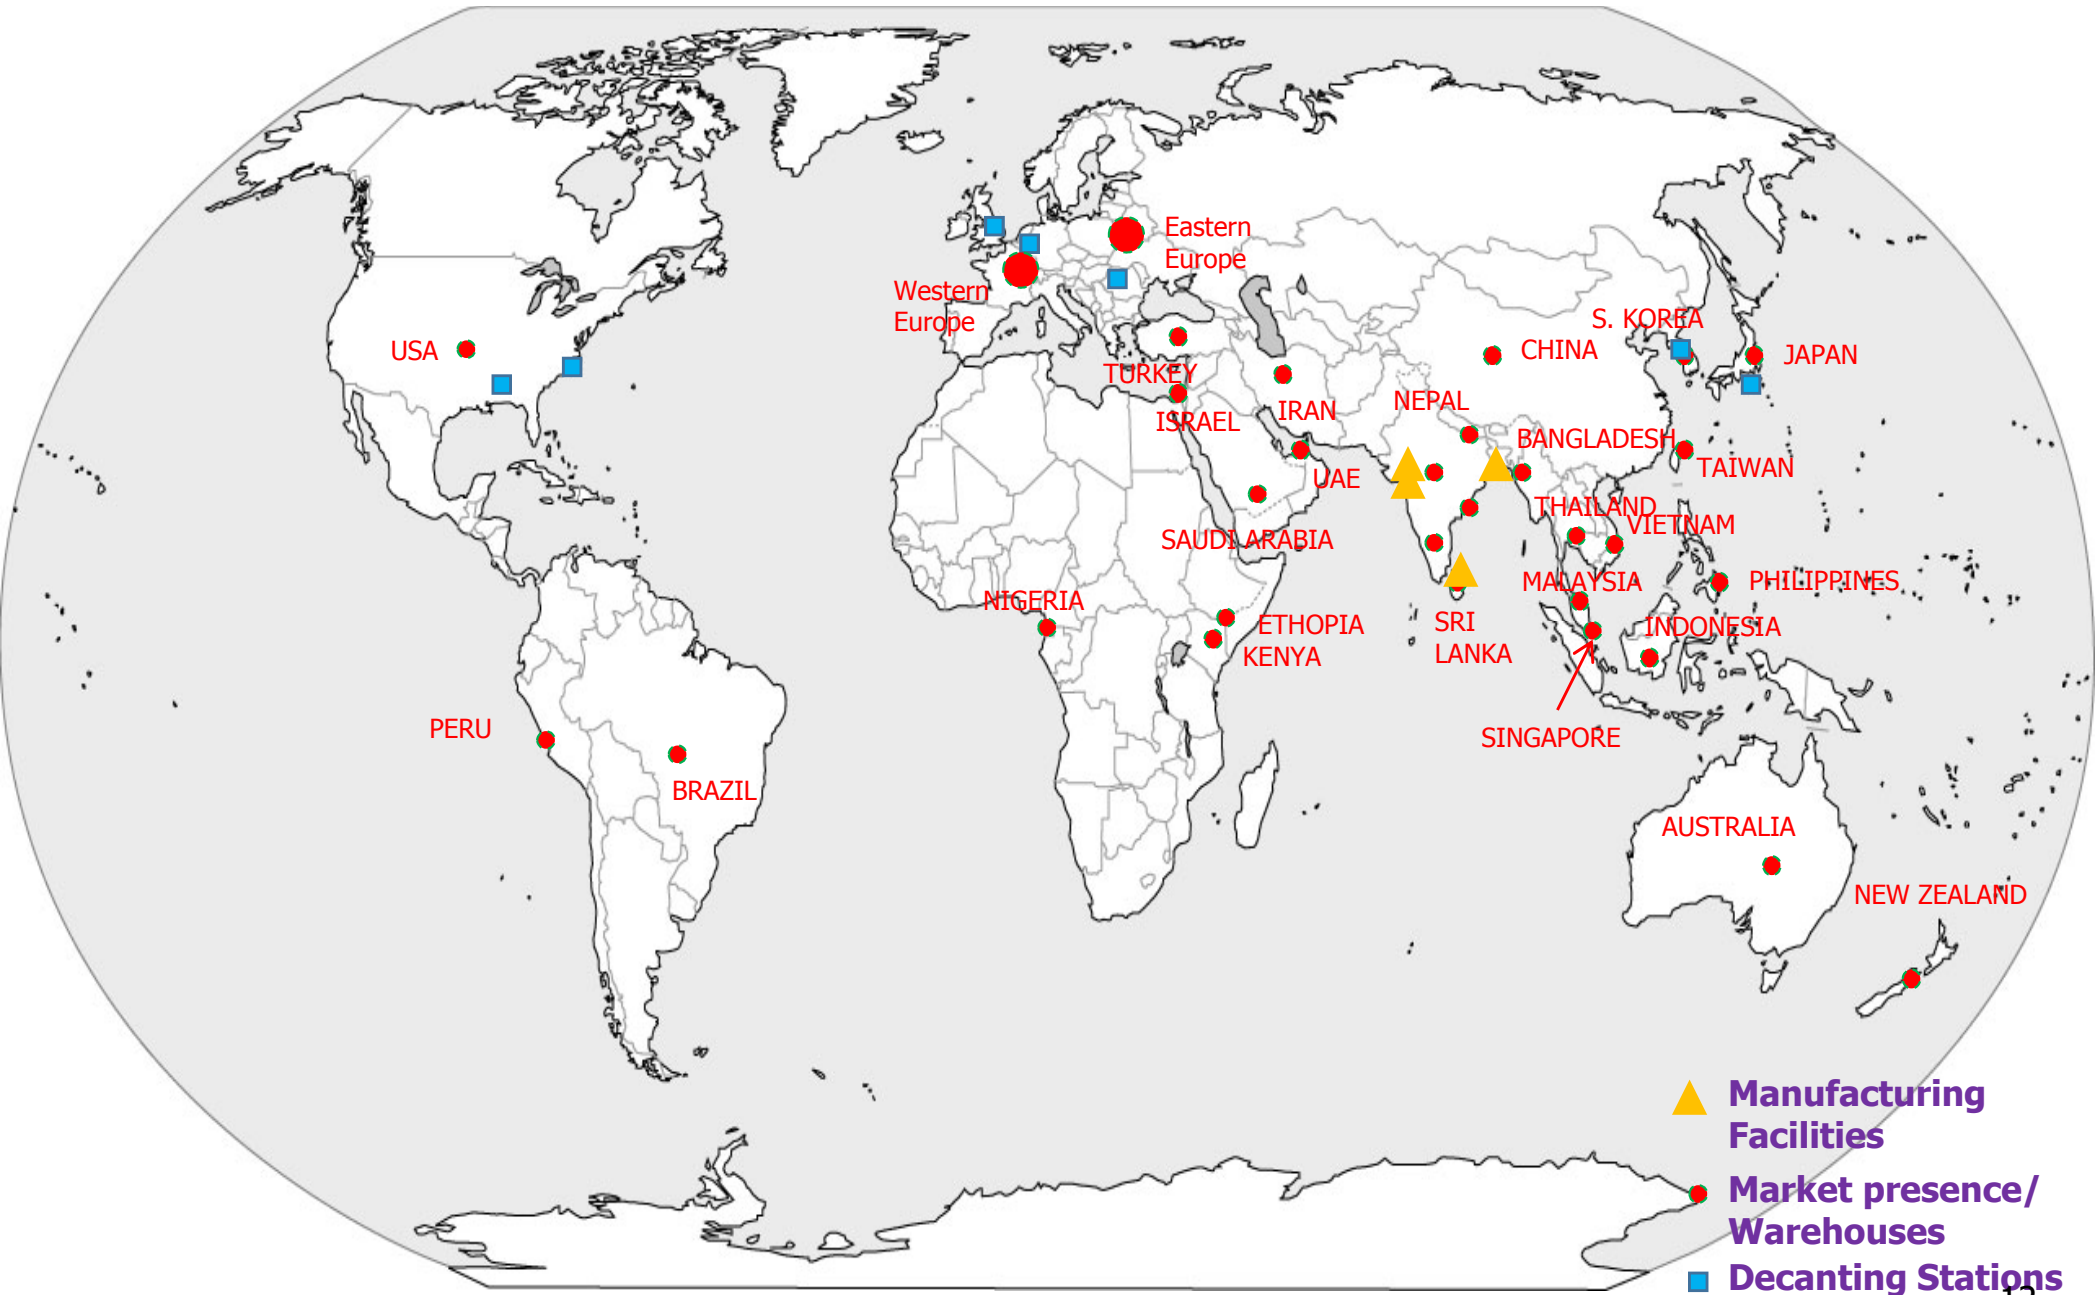 Eastern
Europe
Western
Europe
S. KOREA
USA
CHINA
JAPAN
TURKEY
NEPAL
IRAN
ISRAEL
BANGLADESH
TAIWAN
UAE
THAILAND
VIETNAM
SAUDI ARABIA
MALAYSIA
PHILIPPINES
NIGERIA
SRI
LANKA
ETHOPIA
INDONESIA
KENYA
PERU
SINGAPORE
BRAZIL
AUSTRALIA
NEW ZEALAND
Manufacturing
Facilities
Market presence/
Warehouses
Decanting Stations